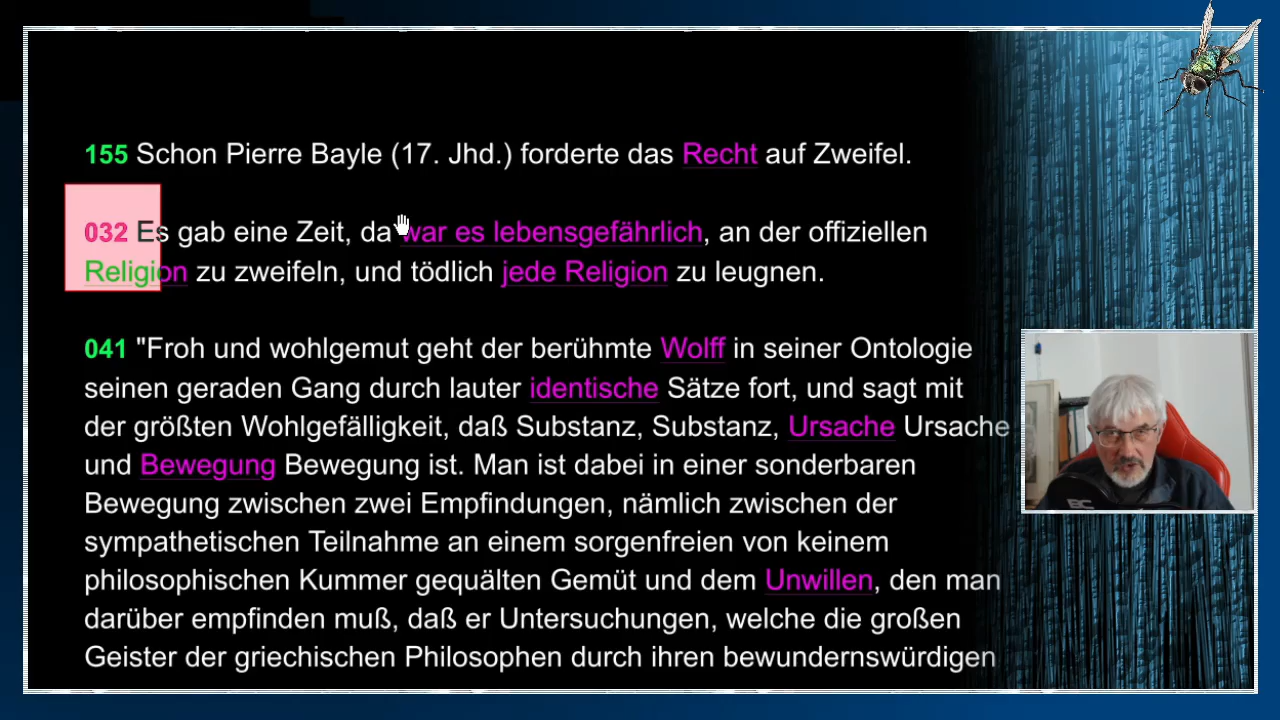 155 Schon Pierre Bayle (17. Jhd.) forderte das Recht auf Zweifel.
032 Es gab eine Zeit, da war es lebensgefährlich, an der offiziellen
Religion zu zweifeln, und tödlich jede Religion zu leugnen.
041 "Froh und wohlgemut geht der berühmte Wolff in seiner Ontologie
seinen geraden Gang durch lauter identische Sätze fort, und sagt mit
der größten Wohlgefälligkeit, daß Substanz, Substanz, Ursache Ursache
und Bewegung Bewegung ist. Man ist dabei in einer sonderbaren
Bewegung zwischen zwei Empfindungen, nämlich zwischen der
sympathetischen Teilnahme an einem sorgenfreien von keinem
philosophischen Kummer gequälten Gemüt und dem Unwillen, den man
darüber empfinden muß, daß er Untersuchungen, welche die großen
Geister der griechischen Philosophen durch ihren bewundernswürdigen